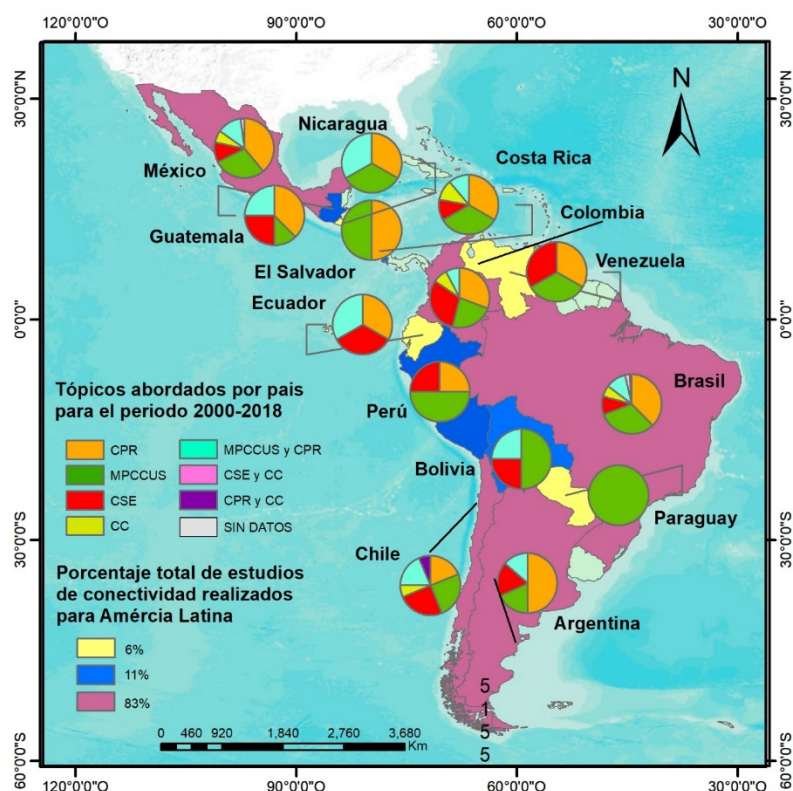 120°0'0"O 90°0'0"O 60°0'0"O 30°0'0"O
30°0'0"N
30°0'0"N
N
Nicaragua
Costa Rica
México
Colombia
Guatemala
Venezuela
El Salvador
Ecuador
0°0'0"
0°0'0"
Tópicos abordados por pais
para el periodo 2000-2018
CPR
MPCCUS y CPR
MPCCUS
CSE y CC
CSE
CPR y CC
CC
SIN DATOS
Brasil
Perú
Bolivia
Paraguay
30°0'0"S
30°0'0"S
Chile
Argentina
Porcentaje total de estudios
de conectividad realizados
para Amércia Latina
6%
11%
83%
5
1
5
5
0 460 920 1,840 2,760 3,680
Km
60°0'0"S
60°0'0"S
120°0'0"O 90°0'0"O 60°0'0"O 30°0'0"O